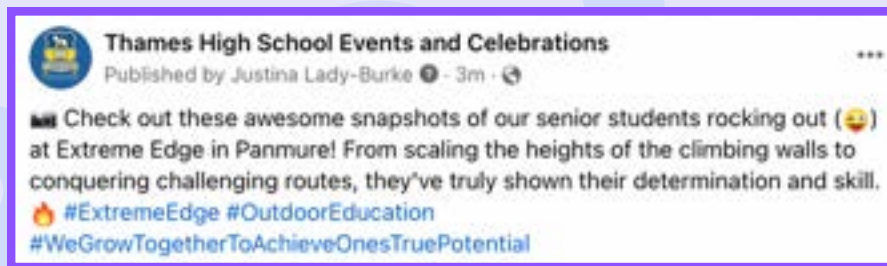 Thames High School Events and Celebrations
Published by Justina Lady-Burke · 3m ·
📷 Check out these awesome snapshots of our senior students rocking out (😜)
at Extreme Edge in Panmure! From scaling the heights of the climbing walls to
conquering challenging routes, they've truly shown their determination and skill.
🔥 #ExtremeEdge #OutdoorEducation
#WeGrowTogetherToAchieveOnesTruePotential